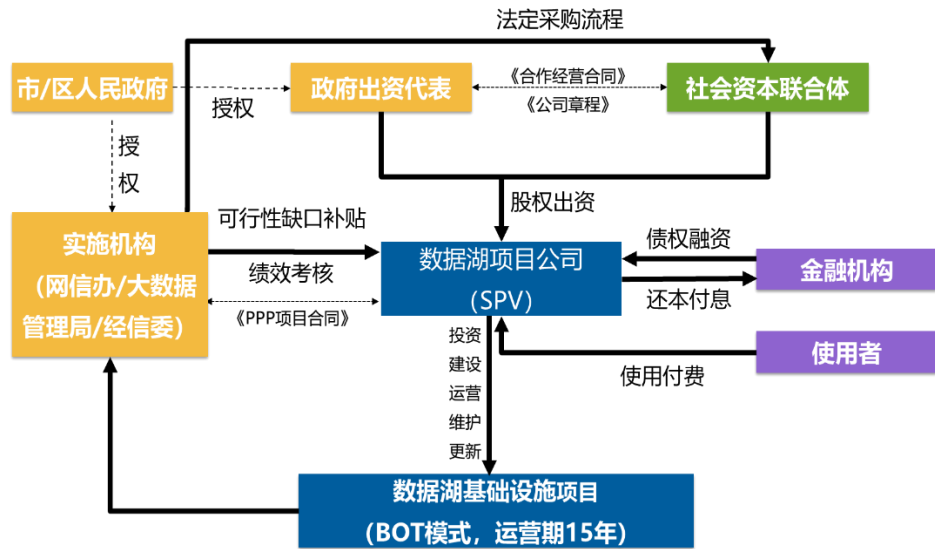 法定采购流程
市/区人民政府
授权
政府出资代表
《合作经营合同》
《公司章程》
社会资本联合体
授
权
股权出资
实施机构
（网信办/大数据
管理局/经信委）
可行性缺口补贴
绩效考核
《PPP项目合同》
数据湖项目公司
（SPV）
债权融资
还本付息
金融机构
使用者
使用付费
投资
建设
运营
维护
更新
数据湖基础设施项目
（BOT模式，运营期15年）